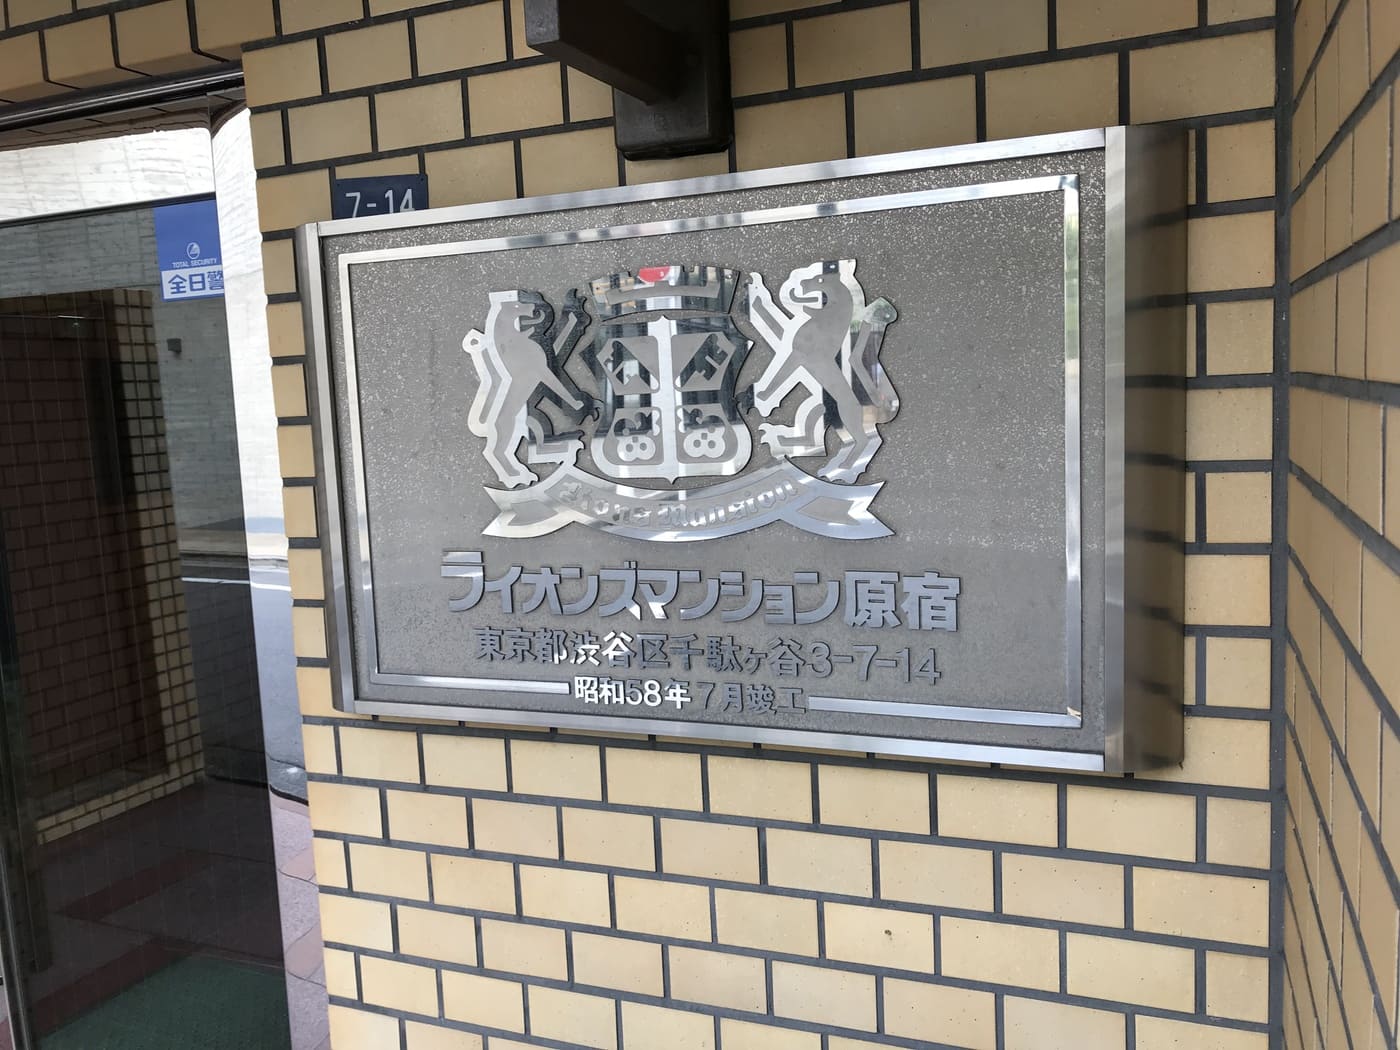 7-14
TOTAL SECURITY
全日警
Lions Mansion
ライオンズマンション原宿
東京都渋谷区千駄ヶ谷3-7-14
昭和58年7月竣工